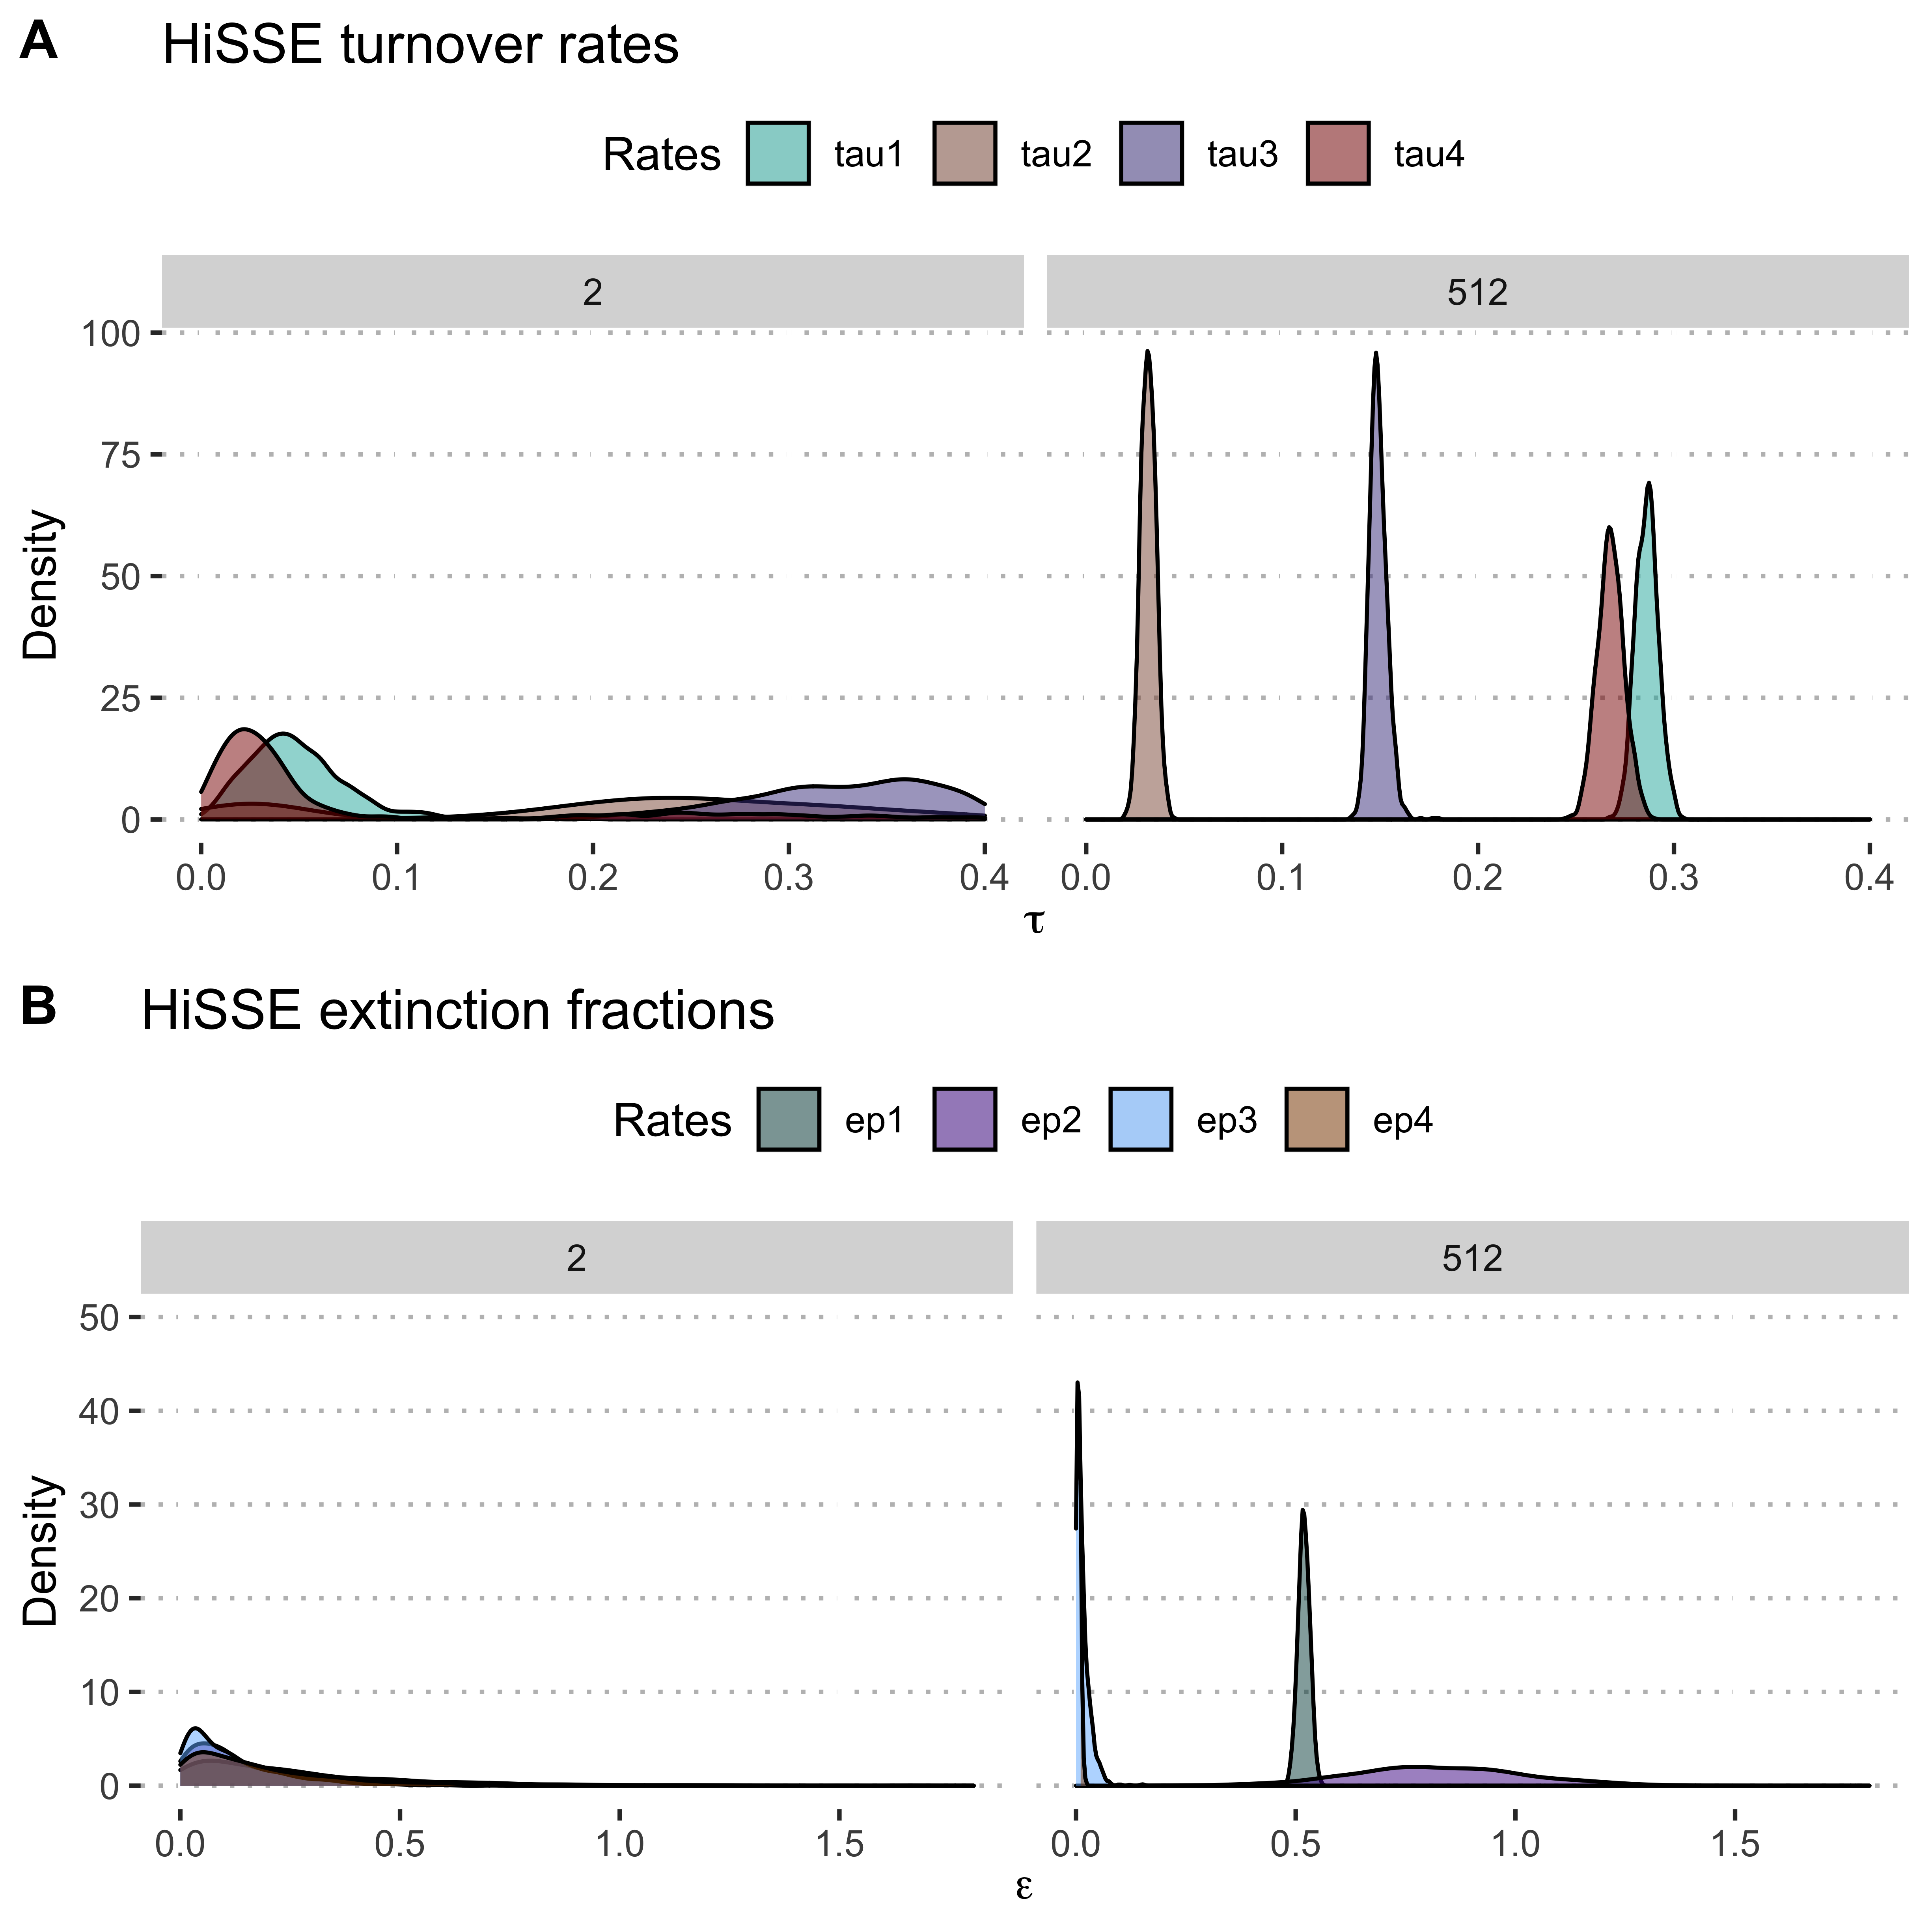 A HiSSE turnover rates
Rates tau1 tau2 tau3 tau4
2 512
100
75
50
25
0
Density
0.0 0.1 0.2 0.3 0.4 0.0 0.1 0.2 0.3 0.4
τ
B HiSSE extinction fractions
Rates ep1 ep2 ep3 ep4
2 512
50
40
30
20
10
0
Density
0.0 0.5 1.0 1.5 0.0 0.5 1.0 1.5
ε